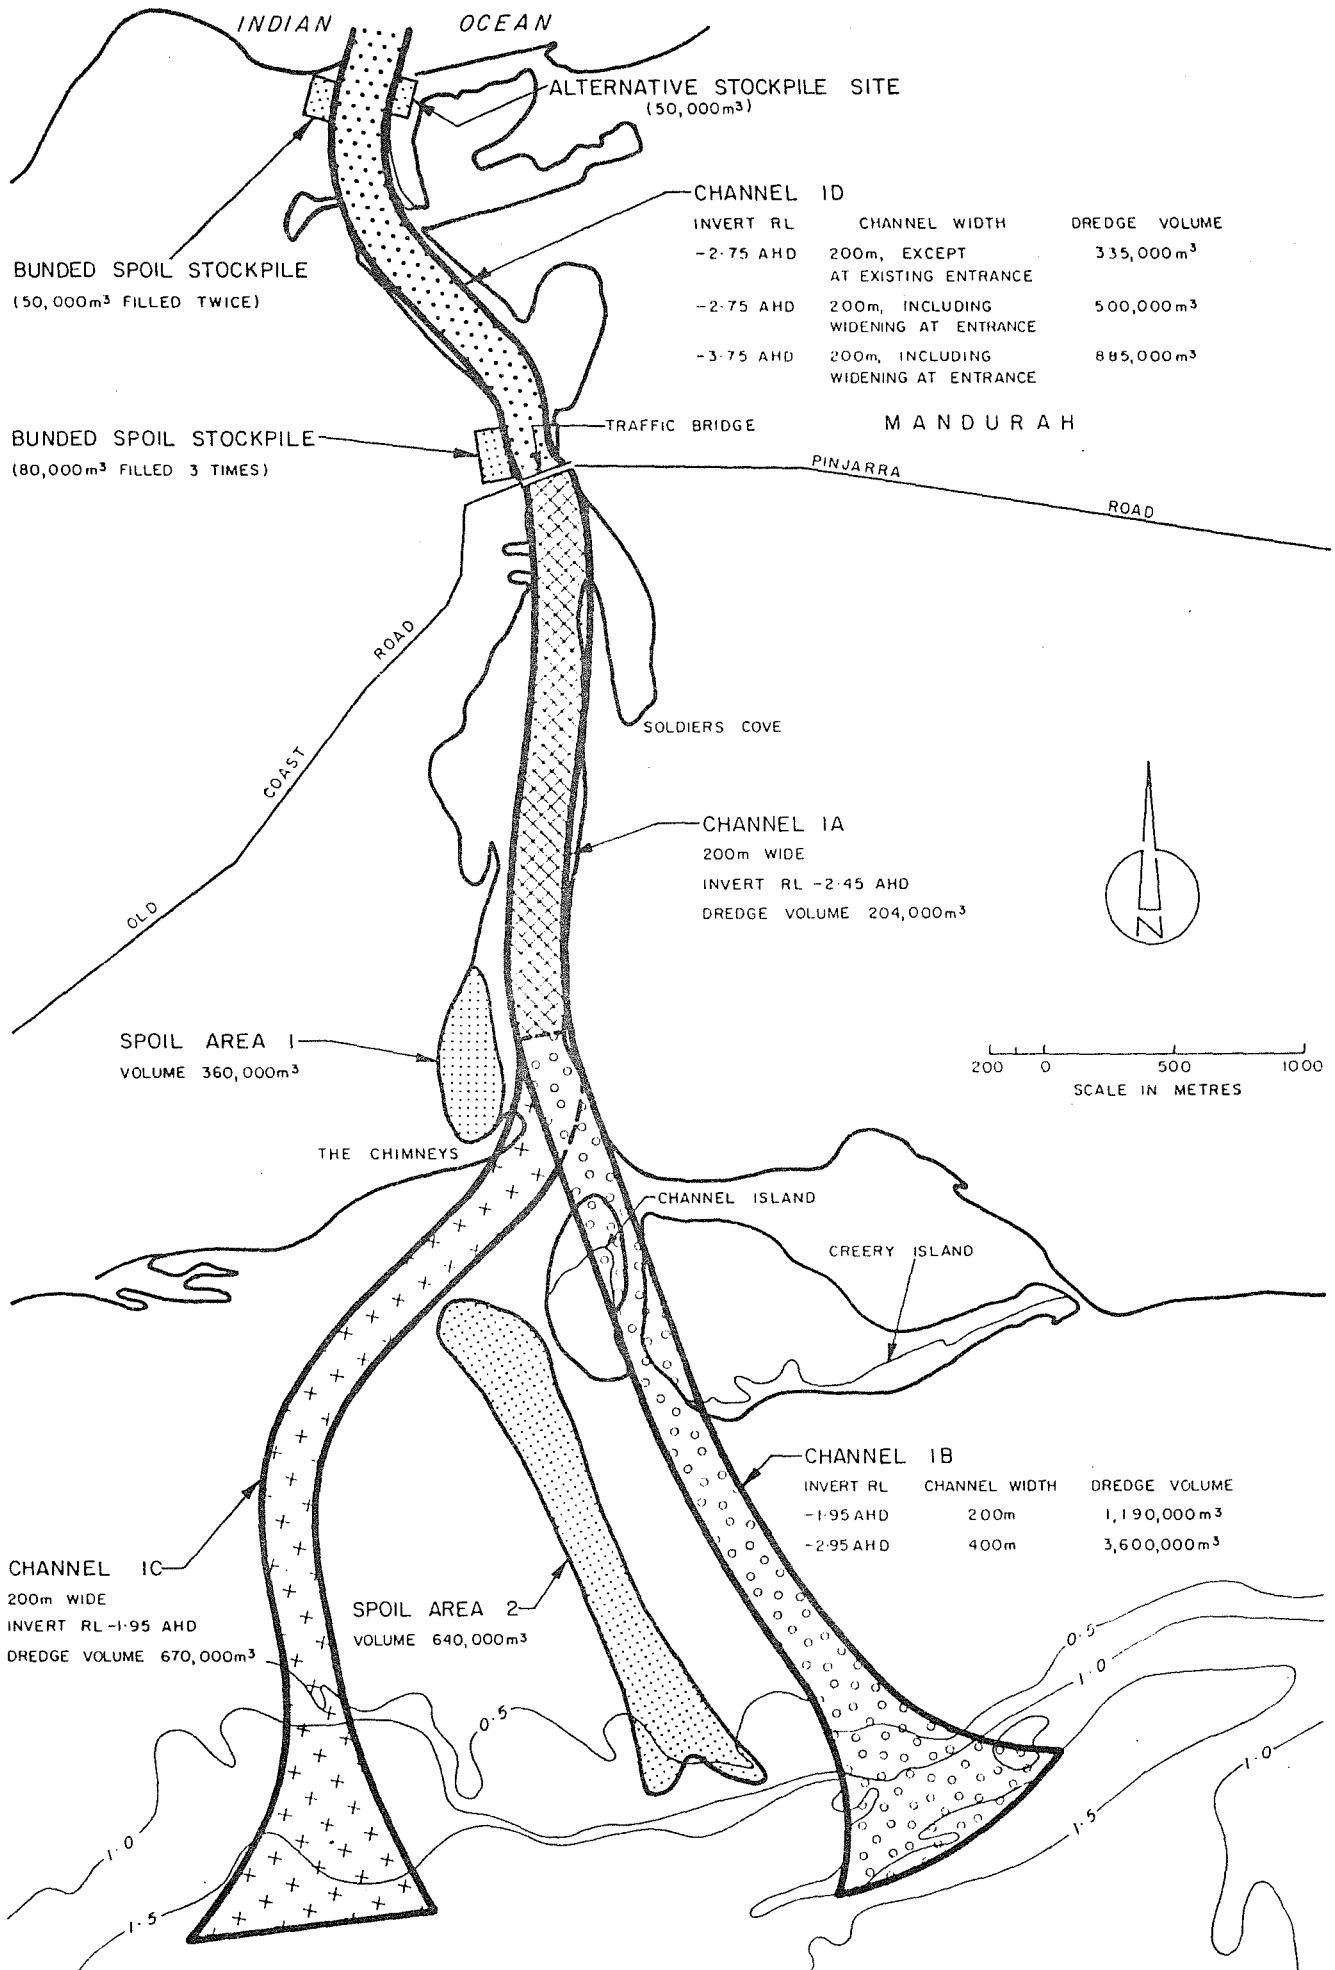 INDIAN OCEAN
ALTERNATIVE STOCKPILE SITE
(50,000m³)
CHANNEL 1D
INVERT RL CHANNEL WIDTH DREDGE VOLUME
-2·75 AHD 200m, EXCEPT 335,000m³
AT EXISTING ENTRANCE
-2·75 AHD 200m, INCLUDING 500,000m³
WIDENING AT ENTRANCE
-3·75 AHD 200m, INCLUDING 885,000m³
WIDENING AT ENTRANCE
BUNDED SPOIL STOCKPILE
(50,000m³ FILLED TWICE)
BUNDED SPOIL STOCKPILE
(80,000m³ FILLED 3 TIMES)
TRAFFIC BRIDGE
MANDURAH
PINJARRA ROAD
OLD COAST ROAD
SOLDIERS COVE
CHANNEL 1A
200m WIDE
INVERT RL -2·45 AHD
DREDGE VOLUME 204,000m³
N
SPOIL AREA 1
VOLUME 360,000m³
200 0 500 1000
SCALE IN METRES
THE CHIMNEYS
CHANNEL ISLAND
CREERY ISLAND
CHANNEL 1B
INVERT RL CHANNEL WIDTH DREDGE VOLUME
-1·95 AHD 200m 1,190,000m³
-2·95 AHD 400m 3,600,000m³
CHANNEL 1C
200m WIDE
INVERT RL -1·95 AHD
DREDGE VOLUME 670,000m³
SPOIL AREA 2
VOLUME 640,000m³
0·5
1·0
0·5
1·0
1·5
1·0
1·5